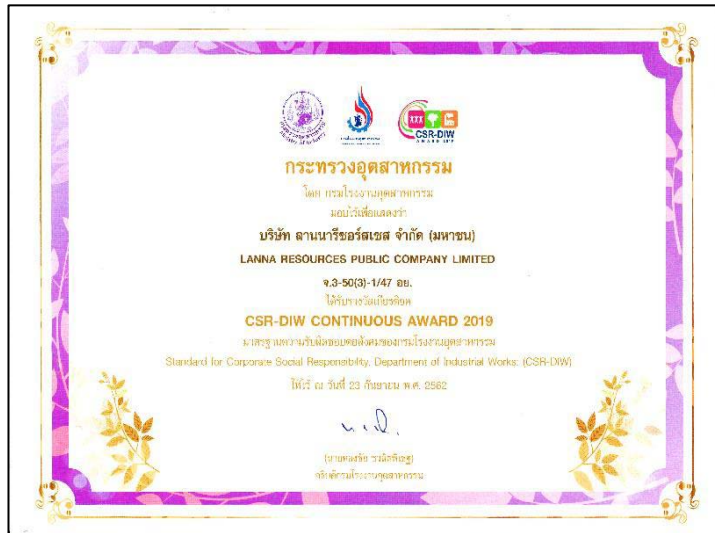 CSR-DIW
กระทรวงอุตสาหกรรม
โดย กรมโรงงานอุตสาหกรรม
มอบไว้เพื่อแสดงว่า
บริษัท ลานนารีซอร์สเซส จำกัด (มหาชน)
LANNA RESOURCES PUBLIC COMPANY LIMITED
จ.3-50(3)-1/47 อย.
ได้รับรางวัลเกียรติยศ
CSR-DIW CONTINUOUS AWARD 2019
มาตรฐานความรับผิดชอบต่อสังคมของกรมโรงงานอุตสาหกรรม
Standard for Corporate Social Responsibility, Department of Industrial Works: (CSR-DIW)
ให้ไว้ ณ วันที่ 23 กันยายน พ.ศ. 2562
อธิบดีกรมโรงงานอุตสาหกรรม